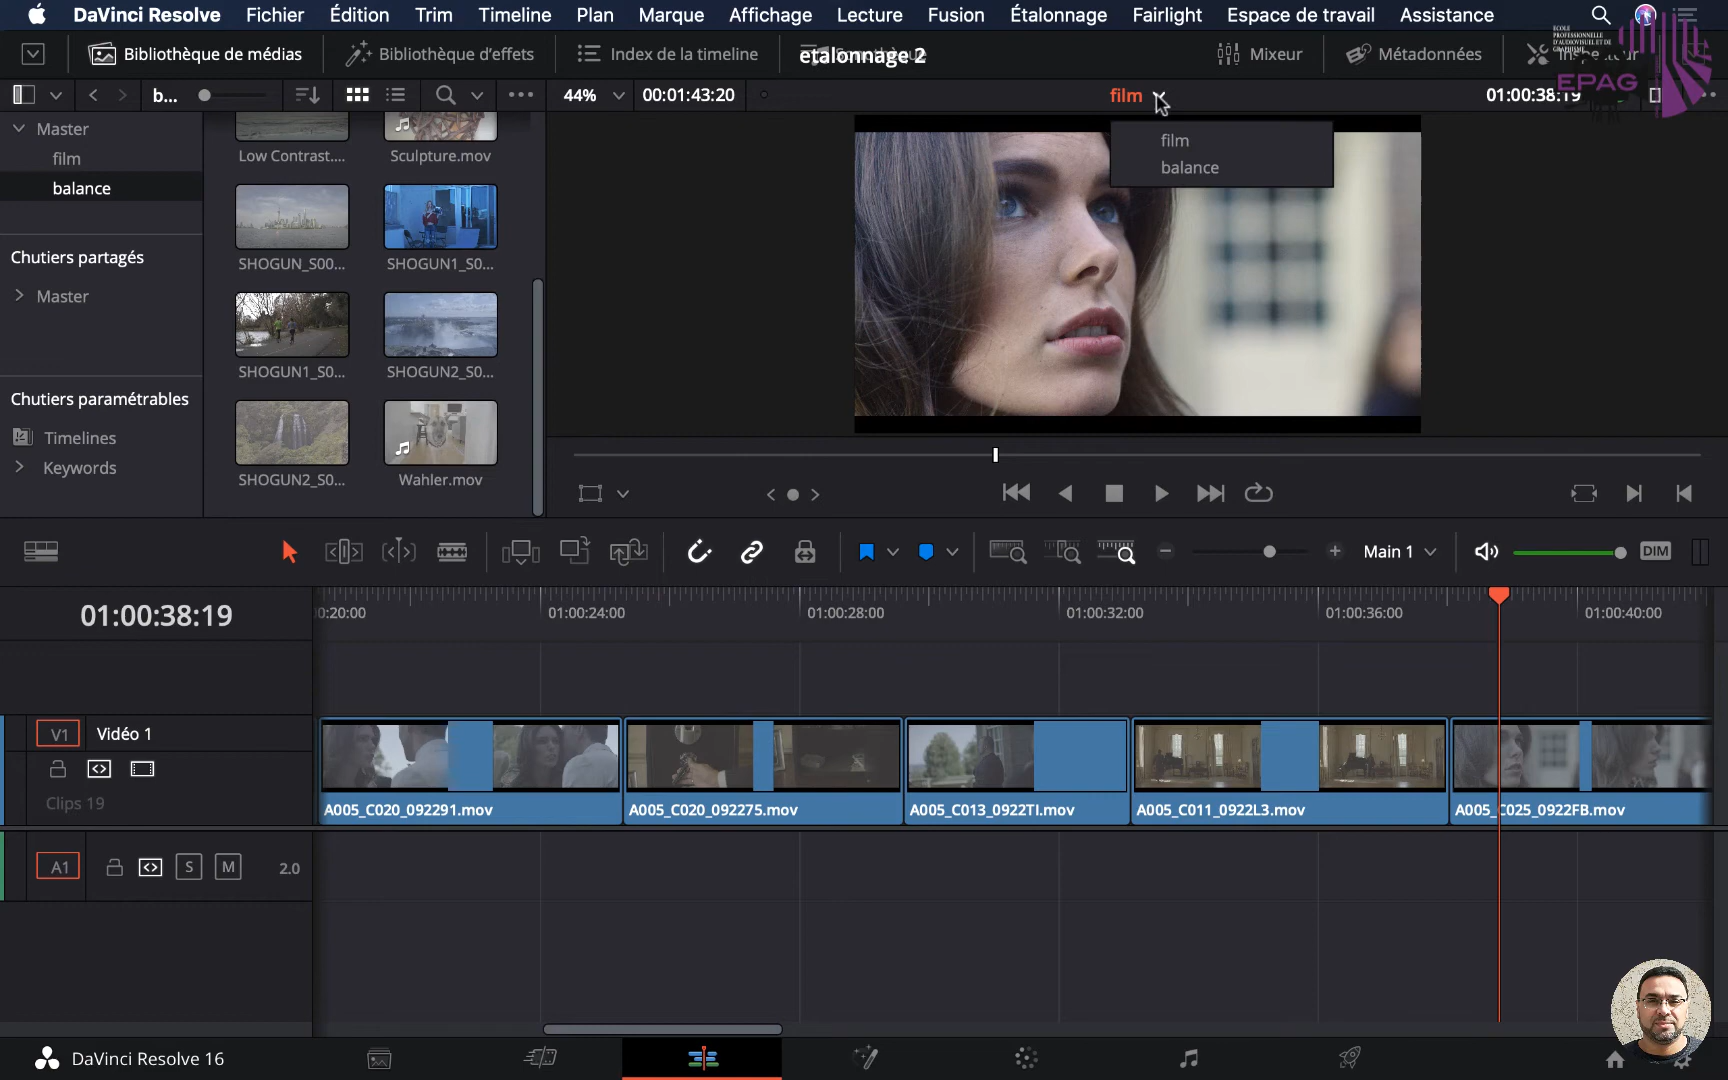 DaVinci Resolve Fichier Édition Trim Timeline Plan Marque Affichage Lecture Fusion Étalonnage Fairlight Espace de travail Assistance
Bibliothèque de médias Bibliothèque d'effets Index de la timeline etalonnage 2 Mixeur Métadonnées
EPAG
b... 44% 00:01:43:20 film 01:00:38:19
Master
film
balance
Chutiers partagés
Master
Chutiers paramétrables
Timelines
Keywords
Low Contrast.... Sculpture.mov
SHOGUN_S00... SHOGUN1_S0...
SHOGUN1_S0... SHOGUN2_S0...
SHOGUN2_S0... Wahler.mov
film
balance
Main 1 DIM
01:00:38:19
:00:20:00 01:00:24:00 01:00:28:00 01:00:32:00 01:00:36:00 01:00:40:00
V1 Vidéo 1
Clips 19
A005_C020_092291.mov A005_C020_092275.mov A005_C013_0922TI.mov A005_C011_0922L3.mov A005_C025_0922FB.mov
A1 S M 2.0
DaVinci Resolve 16